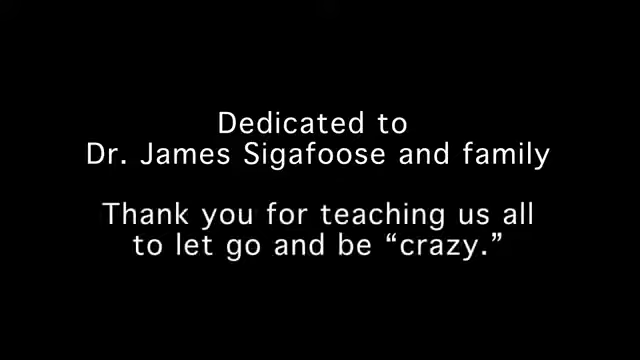 Dedicated to
Dr. James Sigafoose and family
Thank you for teaching us all
to let go and be “crazy.”